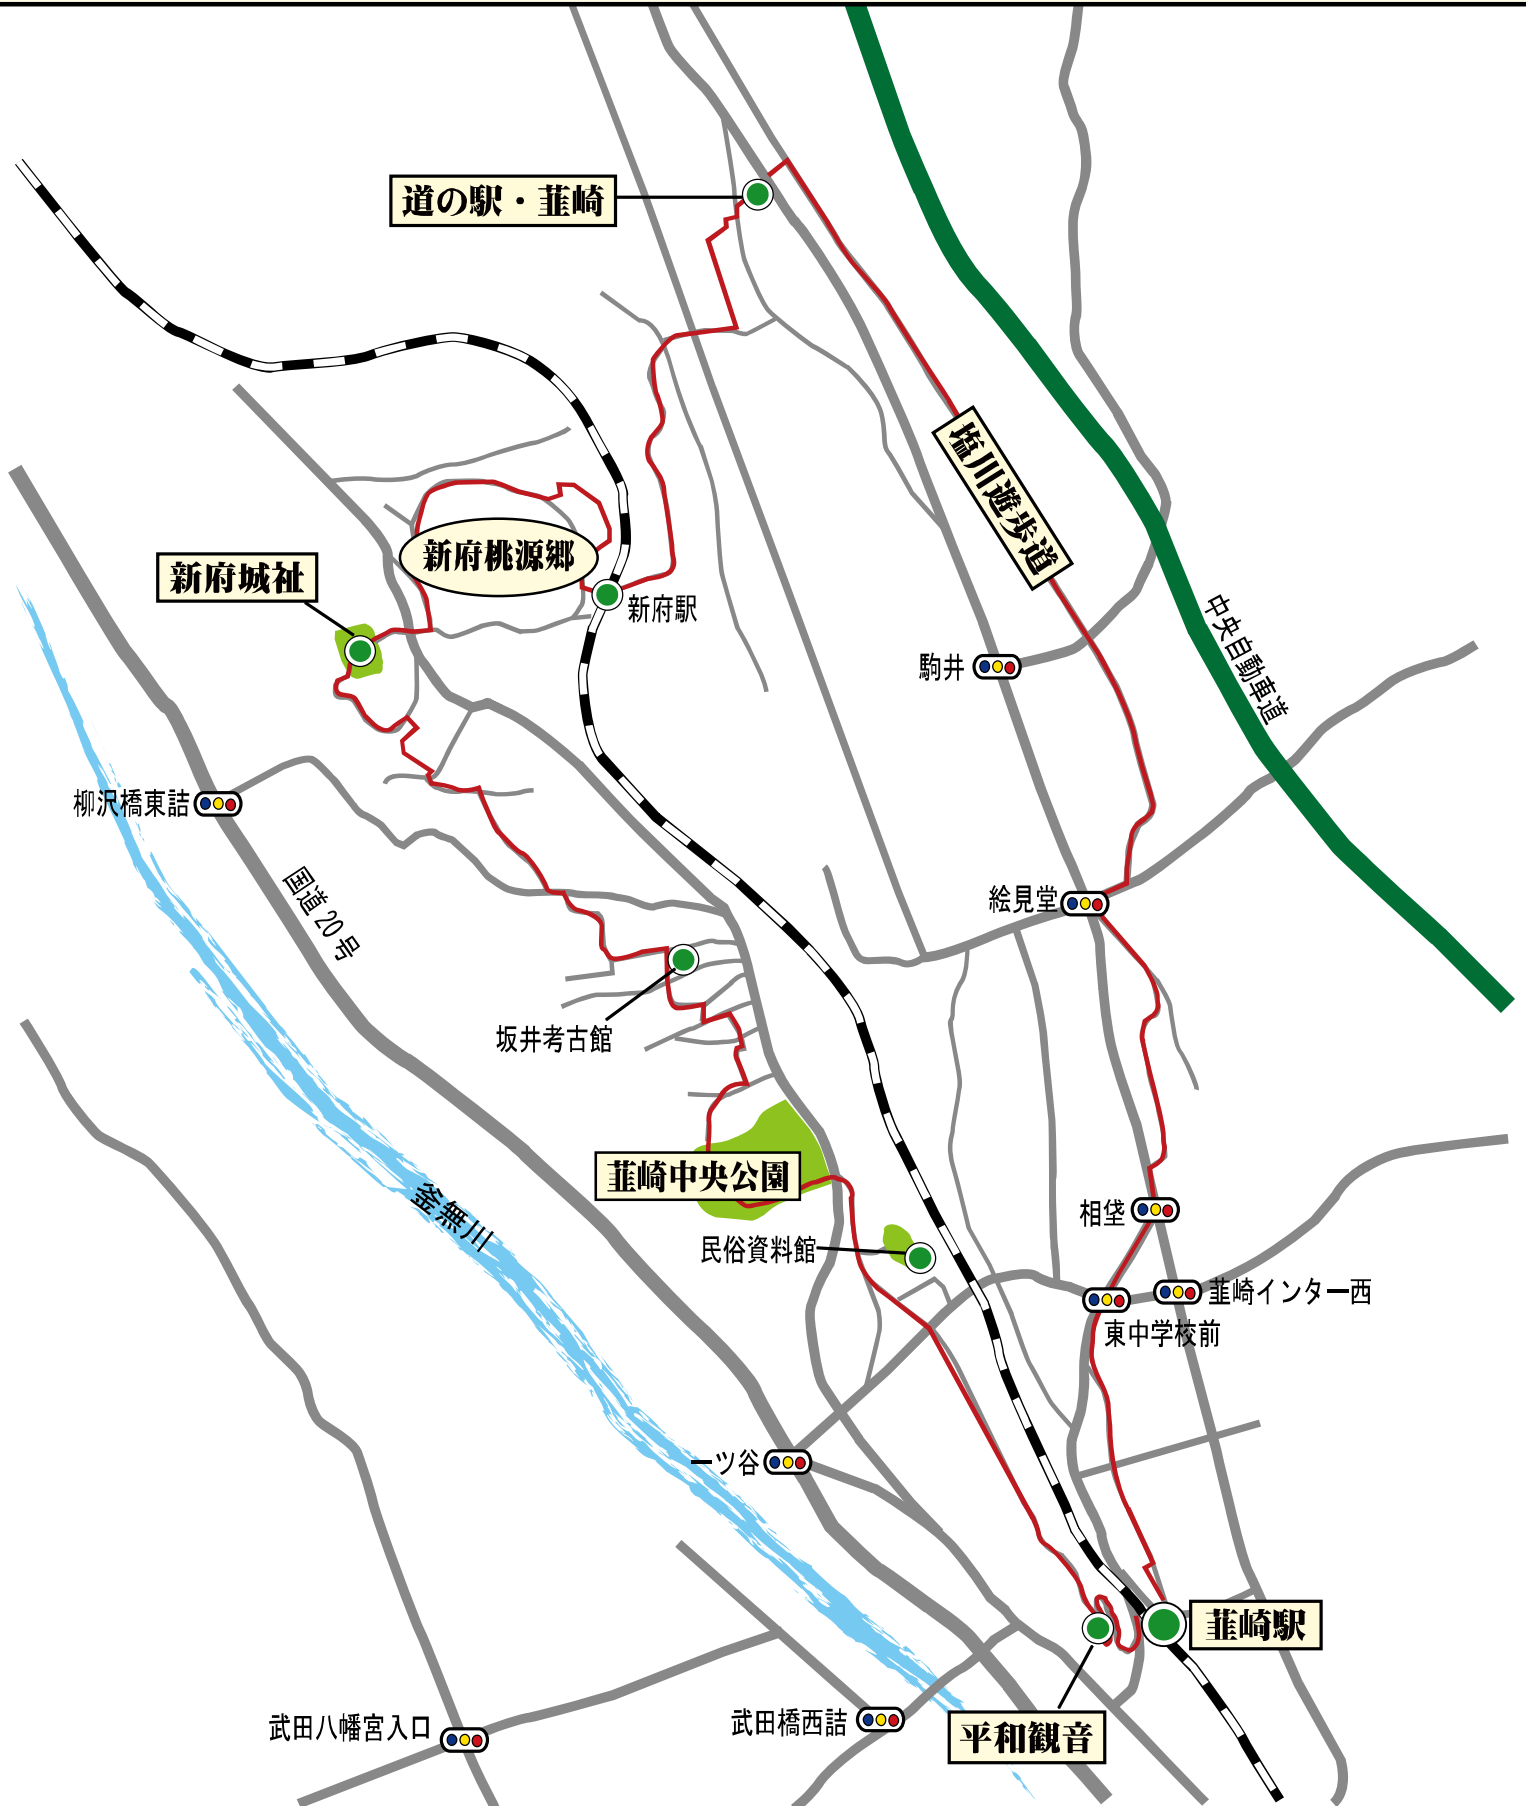 道の駅・韮崎
塩川遊歩道
新府桃源郷
新府城祉
新府駅
中央自動車道
駒井
柳沢橋東詰
国道20号
絵見堂
坂井考古館
韮崎中央公園
釜無川
相垈
民俗資料館
韮崎インター西
東中学校前
一ツ谷
韮崎駅
武田八幡宮入口
武田橋西詰
平和観音